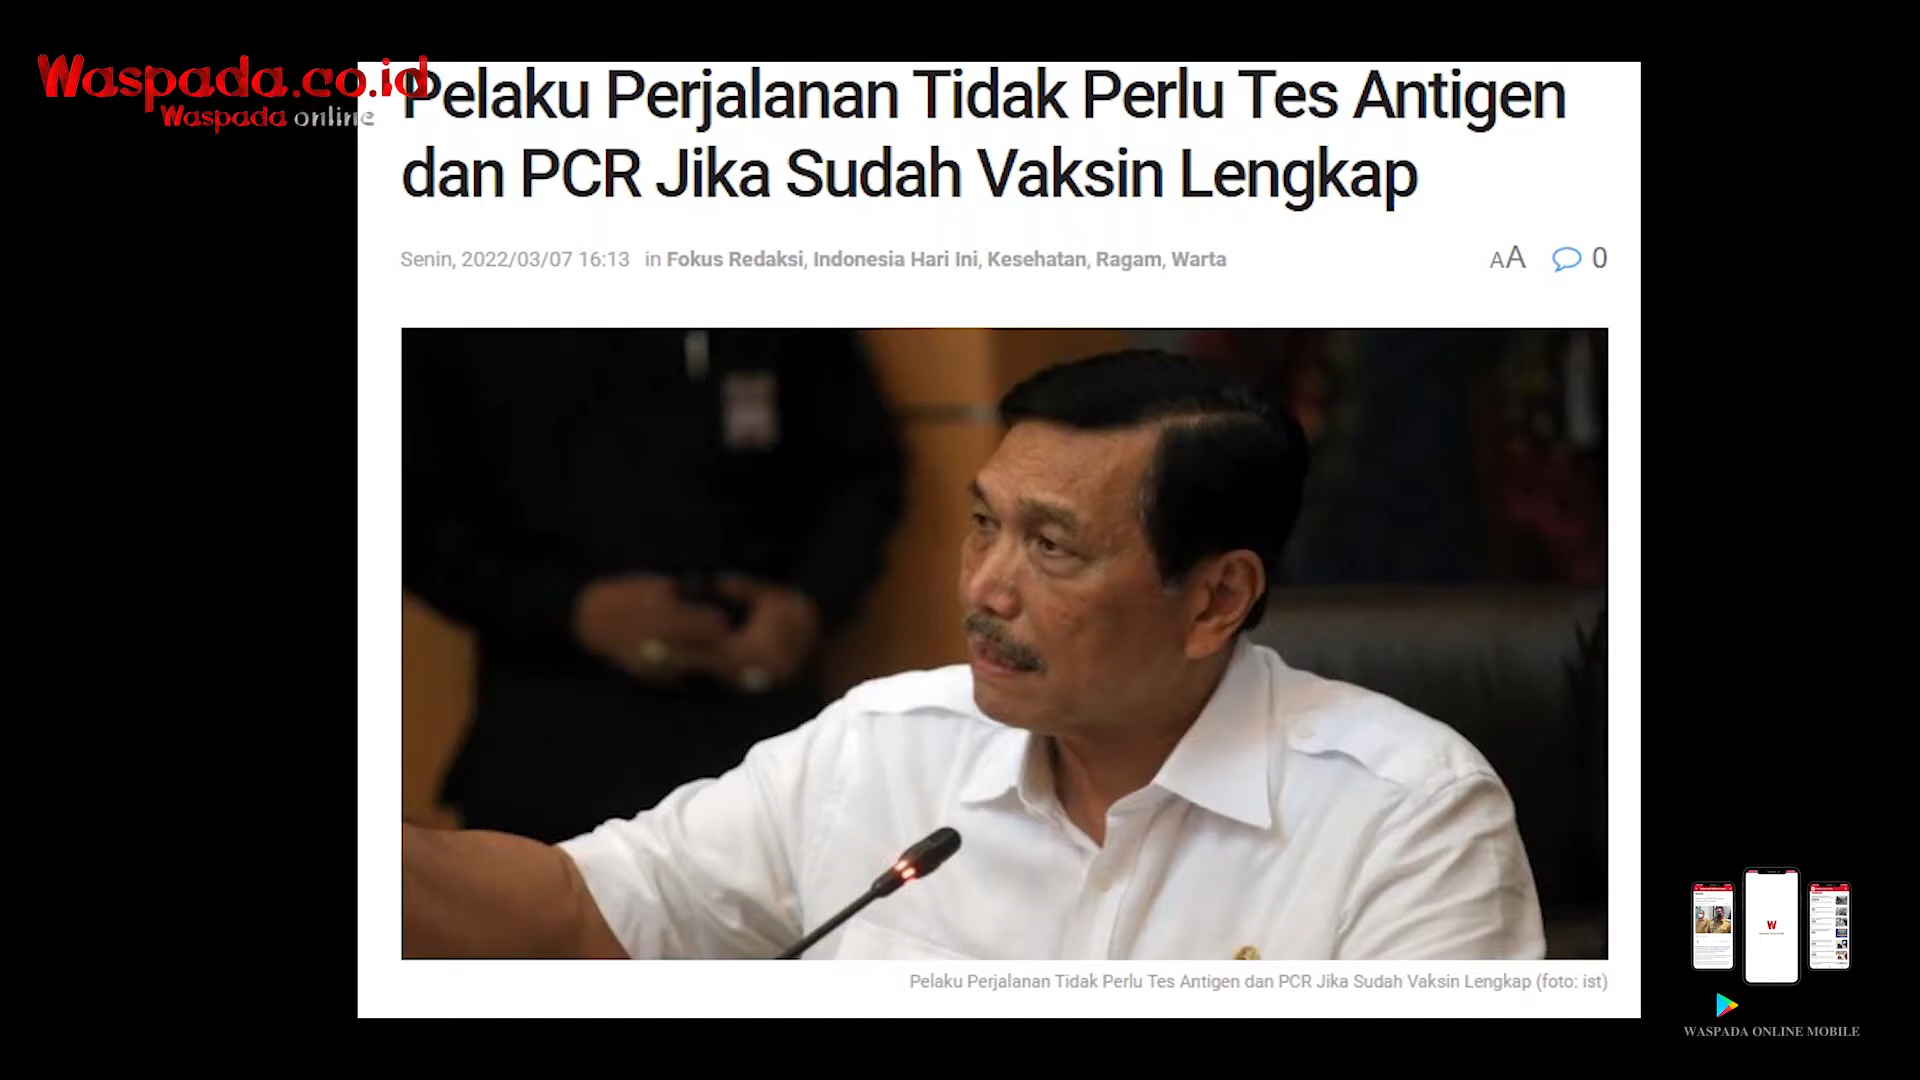 Waspada.co.id
Waspada online
Pelaku Perjalanan Tidak Perlu Tes Antigen
dan PCR Jika Sudah Vaksin Lengkap
Senin, 2022/03/07 16:13 in Fokus Redaksi, Indonesia Hari Ini, Kesehatan, Ragam, Warta
AA 0
Pelaku Perjalanan Tidak Perlu Tes Antigen dan PCR Jika Sudah Vaksin Lengkap (foto: ist)
W
WASPADA ONLINE MOBILE